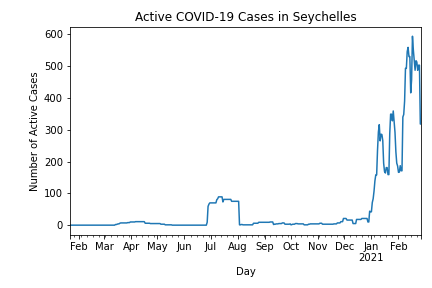 Active COVID-19 Cases in Seychelles
600
500
400
300
200
100
0
Number of Active Cases
Feb Mar Apr May Jun Jul Aug Sep Oct Nov Dec Jan Feb
2021
Day